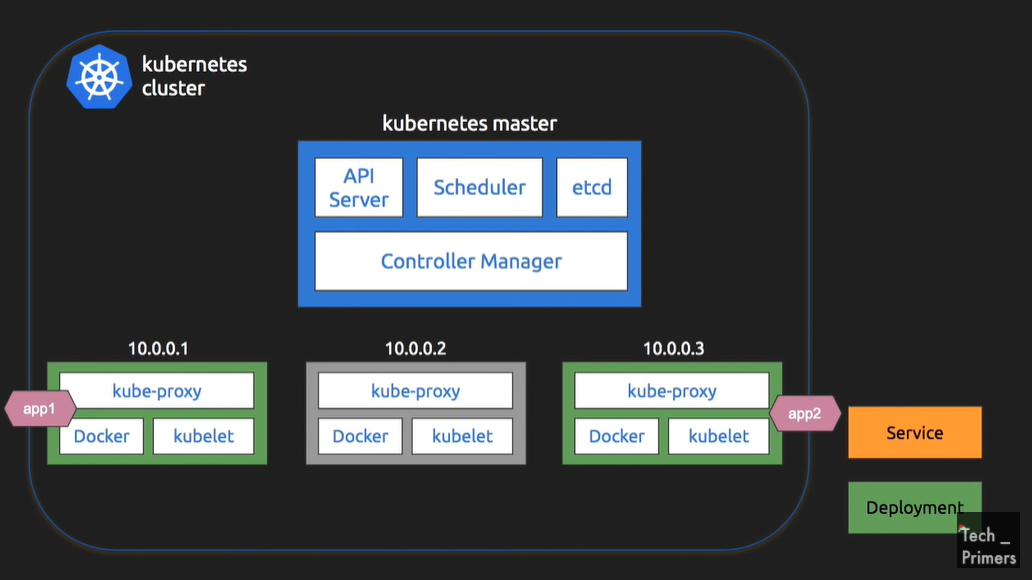 kubernetes
cluster
kubernetes master
API
Server
Scheduler
etcd
Controller Manager
10.0.0.1
10.0.0.2
10.0.0.3
kube-proxy
kube-proxy
kube-proxy
app1
app2
Docker
kubelet
Docker
kubelet
Docker
kubelet
Service
Deployment
Tech _
Primers